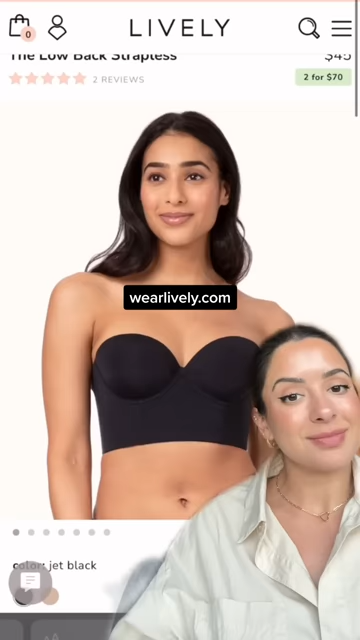 0
LIVELY
The Low Back Strapless
$45
2 REVIEWS
2 for $70
wearlively.com
color: jet black